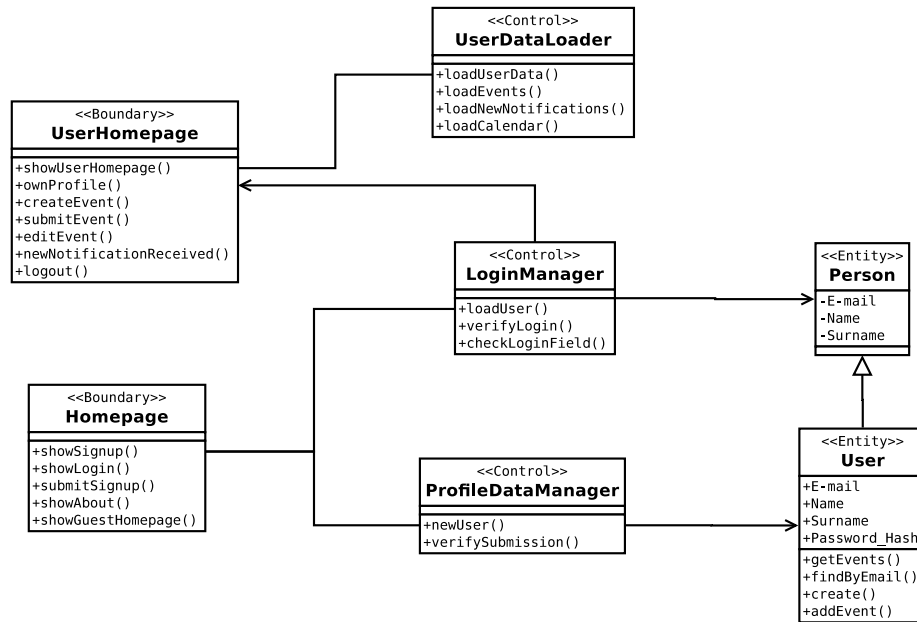 <<Control>>
UserDataLoader
+loadUserData()
+loadEvents()
+loadNewNotifications()
+loadCalendar()
<<Boundary>>
UserHomepage
+showUserHomepage()
+ownProfile()
+createEvent()
+submitEvent()
+editEvent()
+newNotificationReceived()
+logout()
<<Control>>
LoginManager
+loadUser()
+verifyLogin()
+checkLoginField()
<<Entity>>
Person
-E-mail
-Name
-Surname
<<Boundary>>
Homepage
+showSignup()
+showLogin()
+submitSignup()
+showAbout()
+showGuestHomepage()
<<Control>>
ProfileDataManager
+newUser()
+verifySubmission()
<<Entity>>
User
+E-mail
+Name
+Surname
+Password_Hash
+getEvents()
+findByEmail()
+create()
+addEvent()